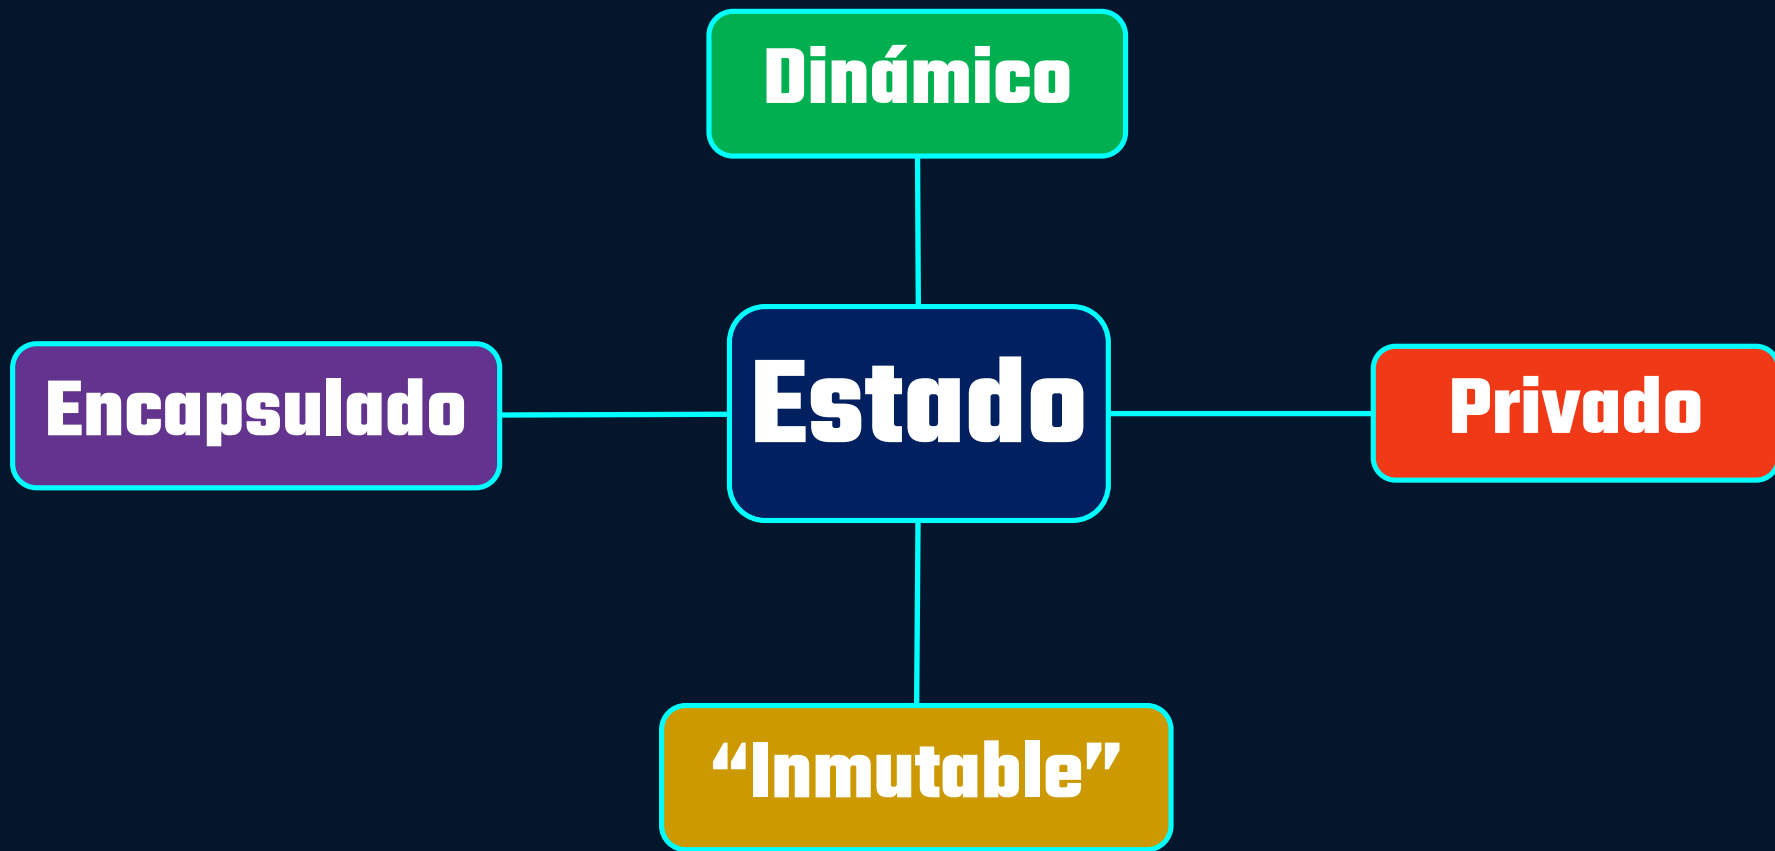 Dinámico
Encapsulado
Estado
Privado
“Inmutable”